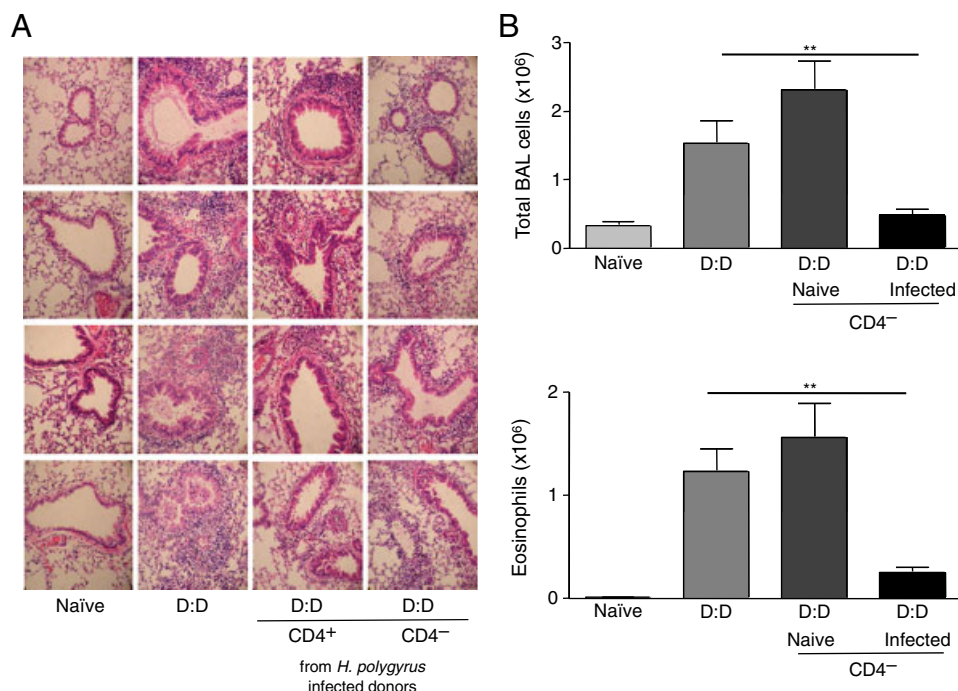 A
Naïve D:D D:D D:D
CD4⁺ CD4⁻
from H. polygyrus
infected donors
B
Total BAL cells (x10⁶)
3
2
1
0
**
Naïve D:D D:D D:D
Naive Infected
CD4⁻
Eosinophils (x10⁶)
2
1
0
**
Naïve D:D D:D D:D
Naive Infected
CD4⁻